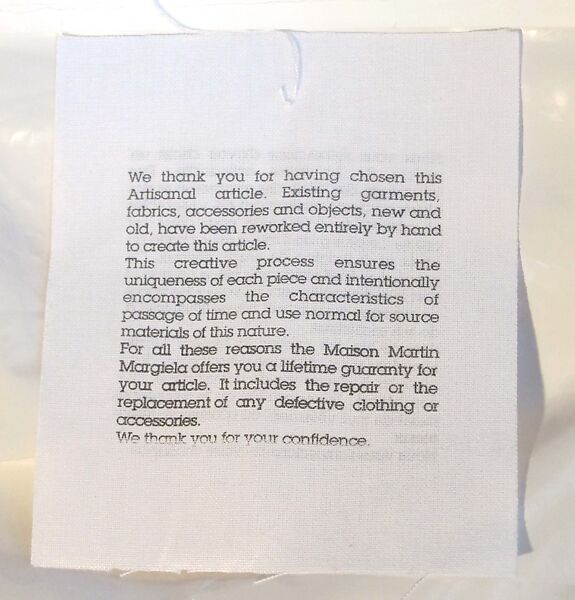 We thank you for having chosen this
Artisanal article. Existing garments,
fabrics, accessories and objects, new and
old, have been reworked entirely by hand
to create this article.
This creative process ensures the
uniqueness of each piece and intentionally
encompasses the characteristics of
passage of time and use normal for source
materials of this nature.
For all these reasons the Maison Martin
Margiela offers you a lifetime guaranty for
your article. It includes the repair or the
replacement of any defective clothing or
accessories.
We thank you for your confidence.